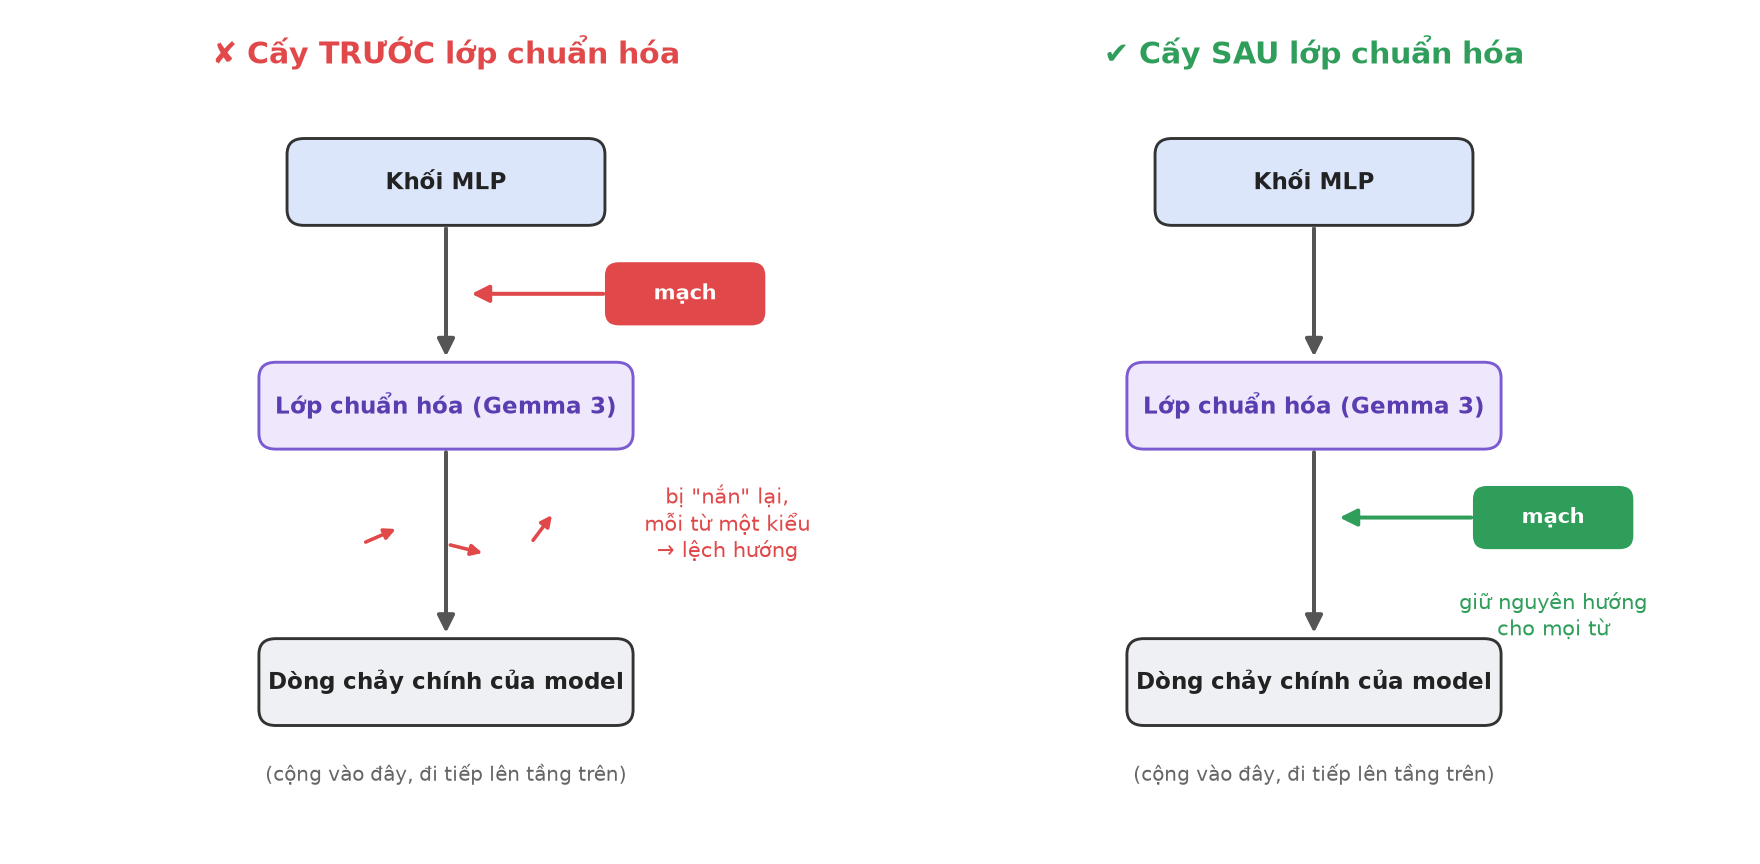 ✘ Cấy TRƯỚC lớp chuẩn hóa
Khối MLP
mạch
Lớp chuẩn hóa (Gemma 3)
bị "nắn" lại,
mỗi từ một kiểu
→ lệch hướng
Dòng chảy chính của model
(cộng vào đây, đi tiếp lên tầng trên)
✔ Cấy SAU lớp chuẩn hóa
Khối MLP
Lớp chuẩn hóa (Gemma 3)
mạch
giữ nguyên hướng
cho mọi từ
Dòng chảy chính của model
(cộng vào đây, đi tiếp lên tầng trên)